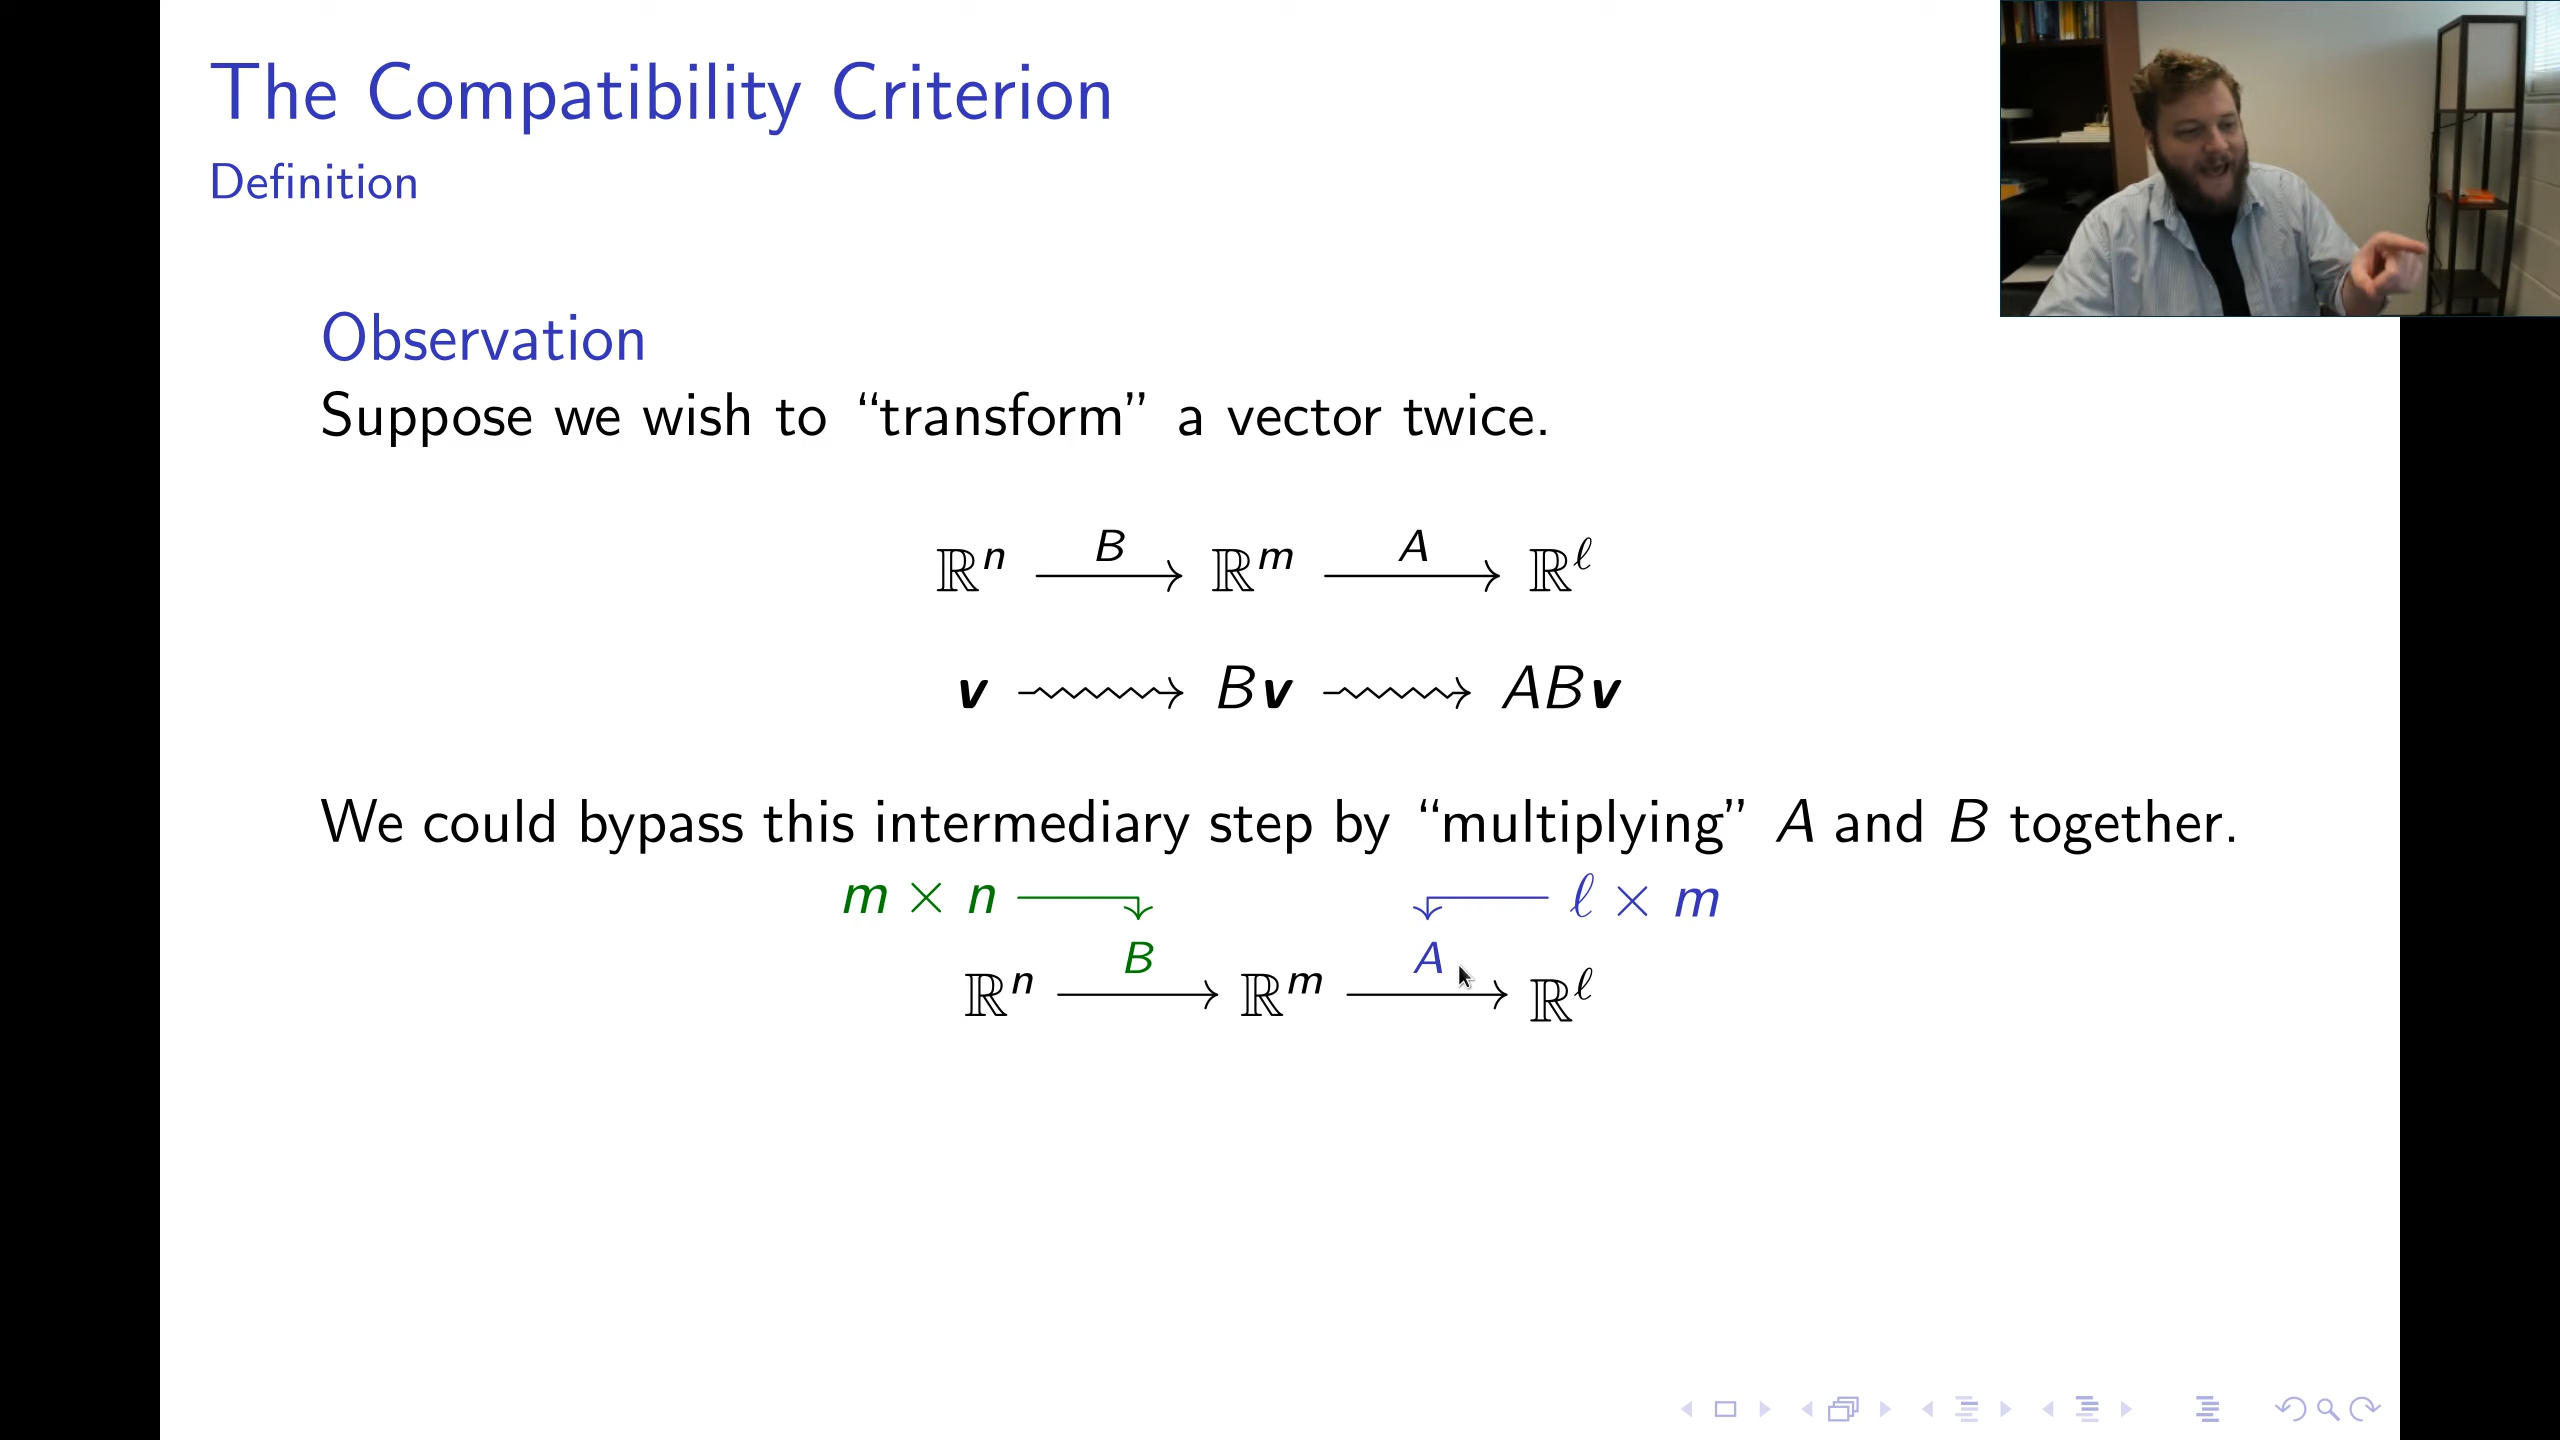 The Compatibility Criterion
Definition
Observation
Suppose we wish to “transform” a vector twice.
ℝⁿ —B→ ℝᵐ —A→ ℝ^ℓ
v ⇝ Bv ⇝ ABv
We could bypass this intermediary step by “multiplying” A and B together.
m × n ℓ × m
ℝⁿ —B→ ℝᵐ —A→ ℝ^ℓ